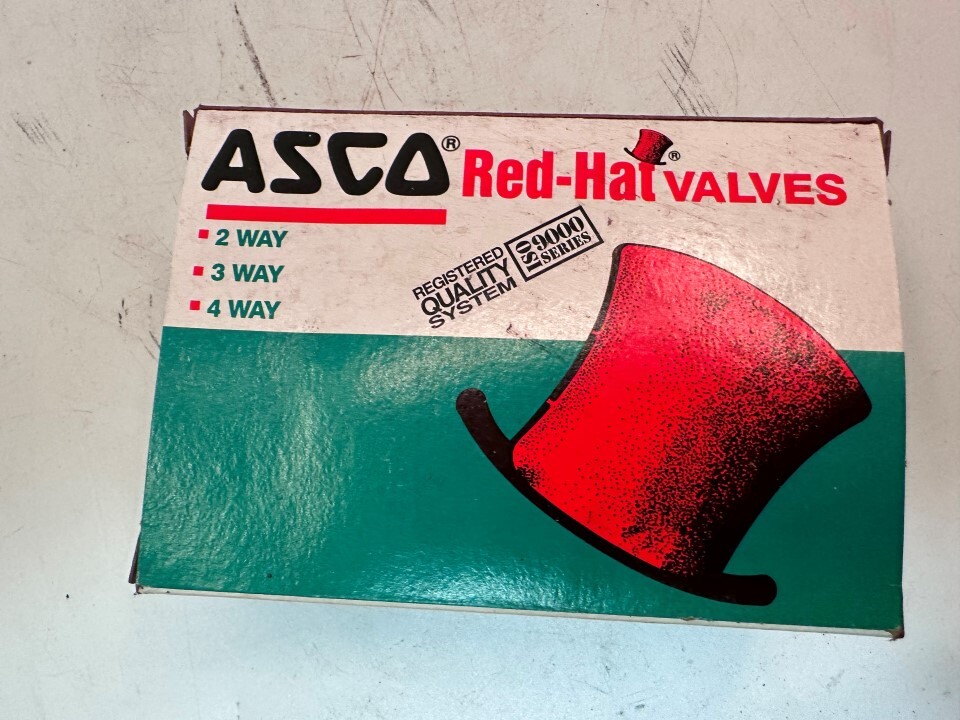 ASCO® Red-Hat® VALVES
2 WAY
3 WAY
4 WAY
REGISTERED
QUALITY
SYSTEM
ISO
9000
SERIES